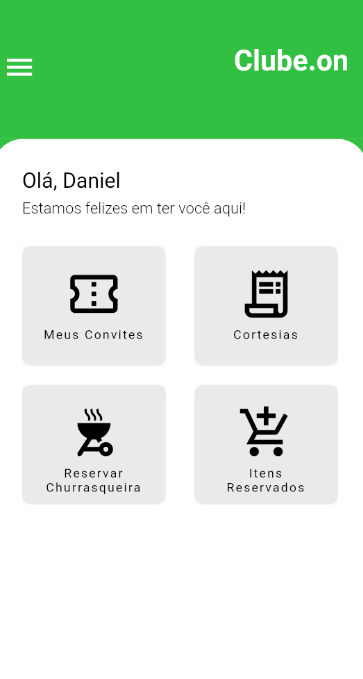 Clube.on
Olá, Daniel
Estamos felizes em ter você aqui!
Meus Convites
Cortesias
Reservar
Churrasqueira
Itens
Reservados